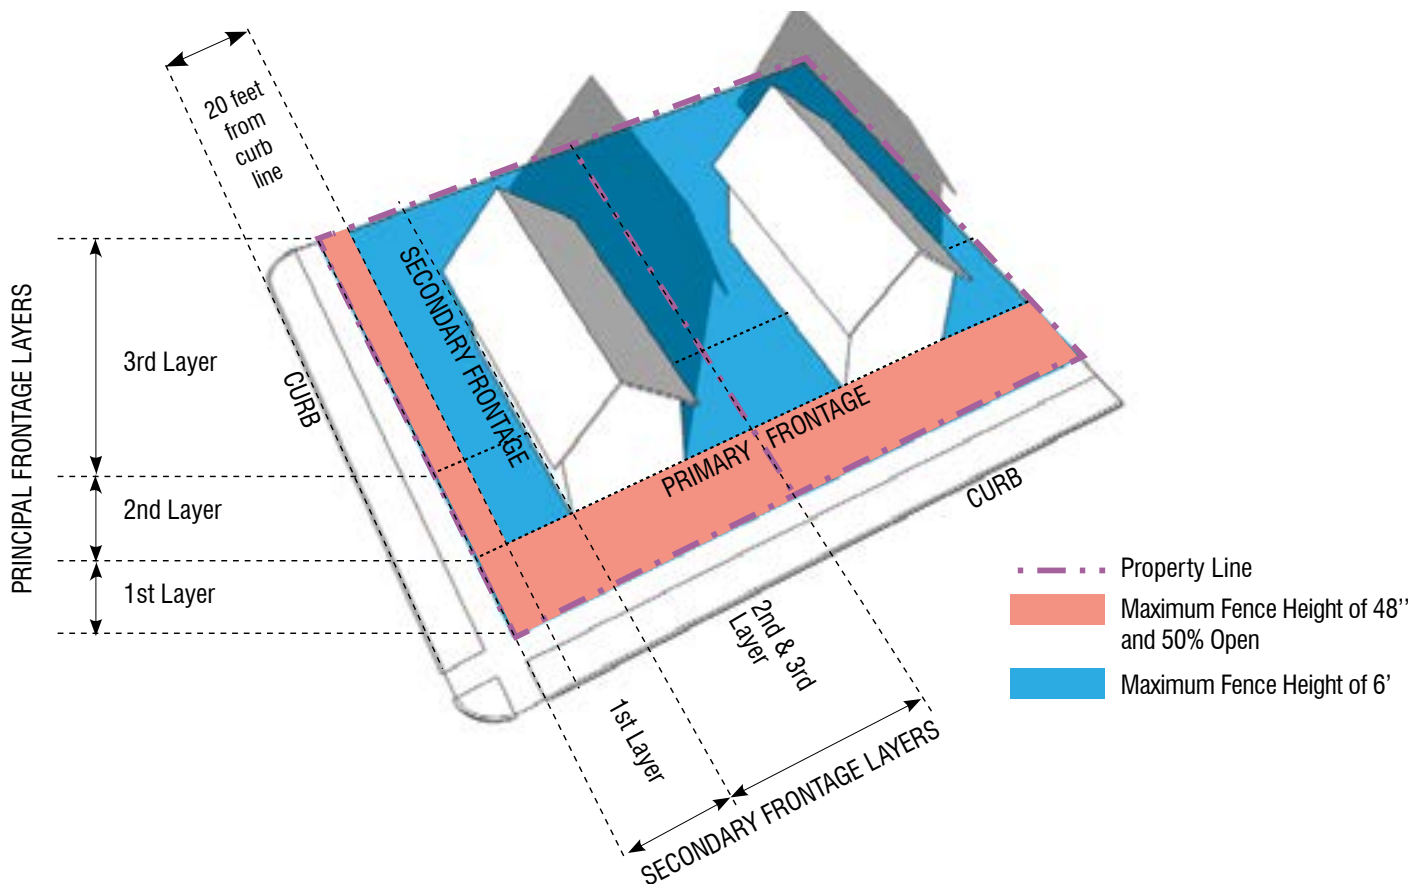 20 feet
from
curb
line
PRINCIPAL FRONTAGE LAYERS
3rd Layer
2nd Layer
1st Layer
CURB
SECONDARY FRONTAGE
PRIMARY FRONTAGE
CURB
2nd & 3rd
Layer
1st Layer
SECONDARY FRONTAGE LAYERS
Property Line
Maximum Fence Height of 48’’
and 50% Open
Maximum Fence Height of 6’